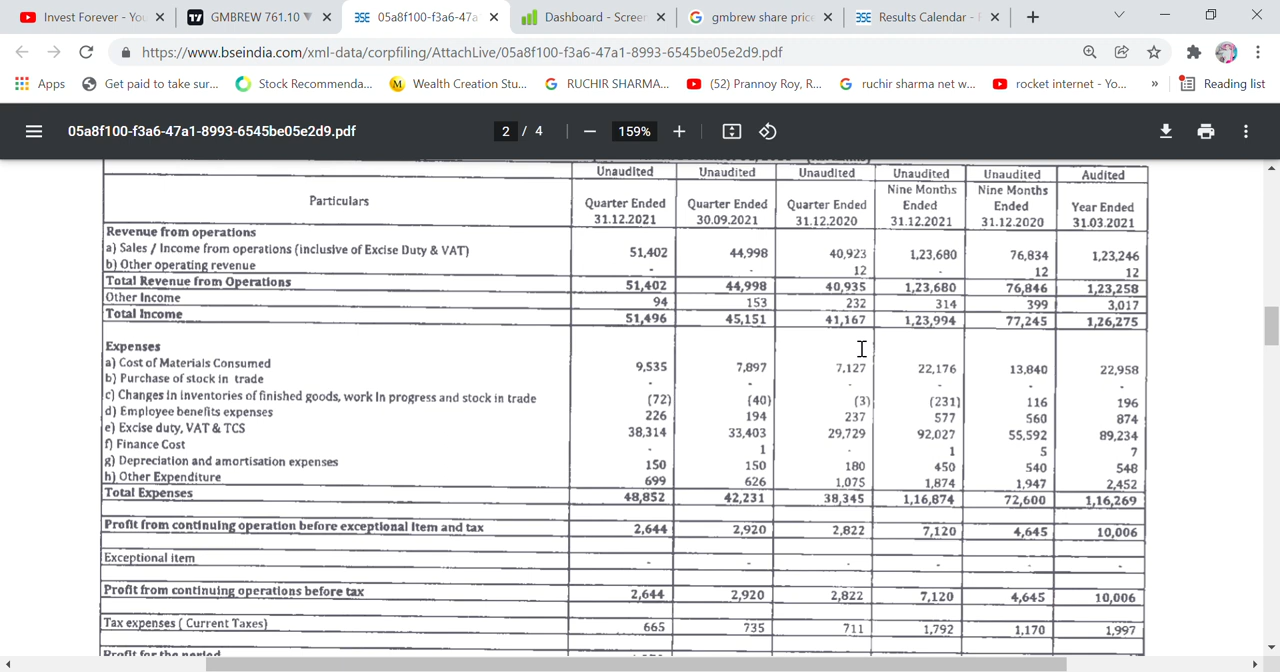 Invest Forever - You
GMBREW 761.10 ▼
05a8f100-f3a6-47a
Dashboard - Screer
gmbrew share price
Results Calendar -
https://www.bseindia.com/xml-data/corpfiling/AttachLive/05a8f100-f3a6-47a1-8993-6545be05e2d9.pdf
Apps Get paid to take sur... Stock Recommenda... Wealth Creation Stu... RUCHIR SHARMA... (52) Prannoy Roy, R... ruchir sharma net w... rocket internet - Yo... » Reading list
05a8f100-f3a6-47a1-8993-6545be05e2d9.pdf 2 / 4 159%
Unaudited Unaudited Unaudited Unaudited Unaudited Audited
Particulars Quarter Ended 31.12.2021 Quarter Ended 30.09.2021 Quarter Ended 31.12.2020 Nine Months Ended 31.12.2021 Nine Months Ended 31.12.2020 Year Ended 31.03.2021
Revenue from operations
a) Sales / Income from operations (inclusive of Excise Duty & VAT) 51,402 44,998 40,923 1,23,680 76,834 1,23,246
b) Other operating revenue - - 12 - 12 12
Total Revenue from Operations 51,402 44,998 40,935 1,23,680 76,846 1,23,258
Other Income 94 153 232 314 399 3,017
Total Income 51,496 45,151 41,167 1,23,994 77,245 1,26,275
Expenses
a) Cost of Materials Consumed 9,535 7,897 7,127 22,176 13,840 22,958
b) Purchase of stock in trade - - - - - -
c) Changes in inventories of finished goods, work In progress and stock in trade (72) (40) (3) (231) 116 196
d) Employee benefits expenses 226 194 237 577 560 874
e) Excise duty, VAT & TCS 38,314 33,403 29,729 92,027 55,592 89,234
f) Finance Cost - 1 - 1 5 7
g) Depreciation and amortisation expenses 150 150 180 450 540 548
h) Other Expenditure 699 626 1,075 1,874 1,947 2,452
Total Expenses 48,852 42,231 38,345 1,16,874 72,600 1,16,269
Profit from continuing operation before exceptional item and tax 2,644 2,920 2,822 7,120 4,645 10,006
Exceptional item - - - - - -
Profit from continuing operations before tax 2,644 2,920 2,822 7,120 4,645 10,006
Tax expenses ( Current Taxes) 665 735 711 1,792 1,170 1,997
Profit for the period